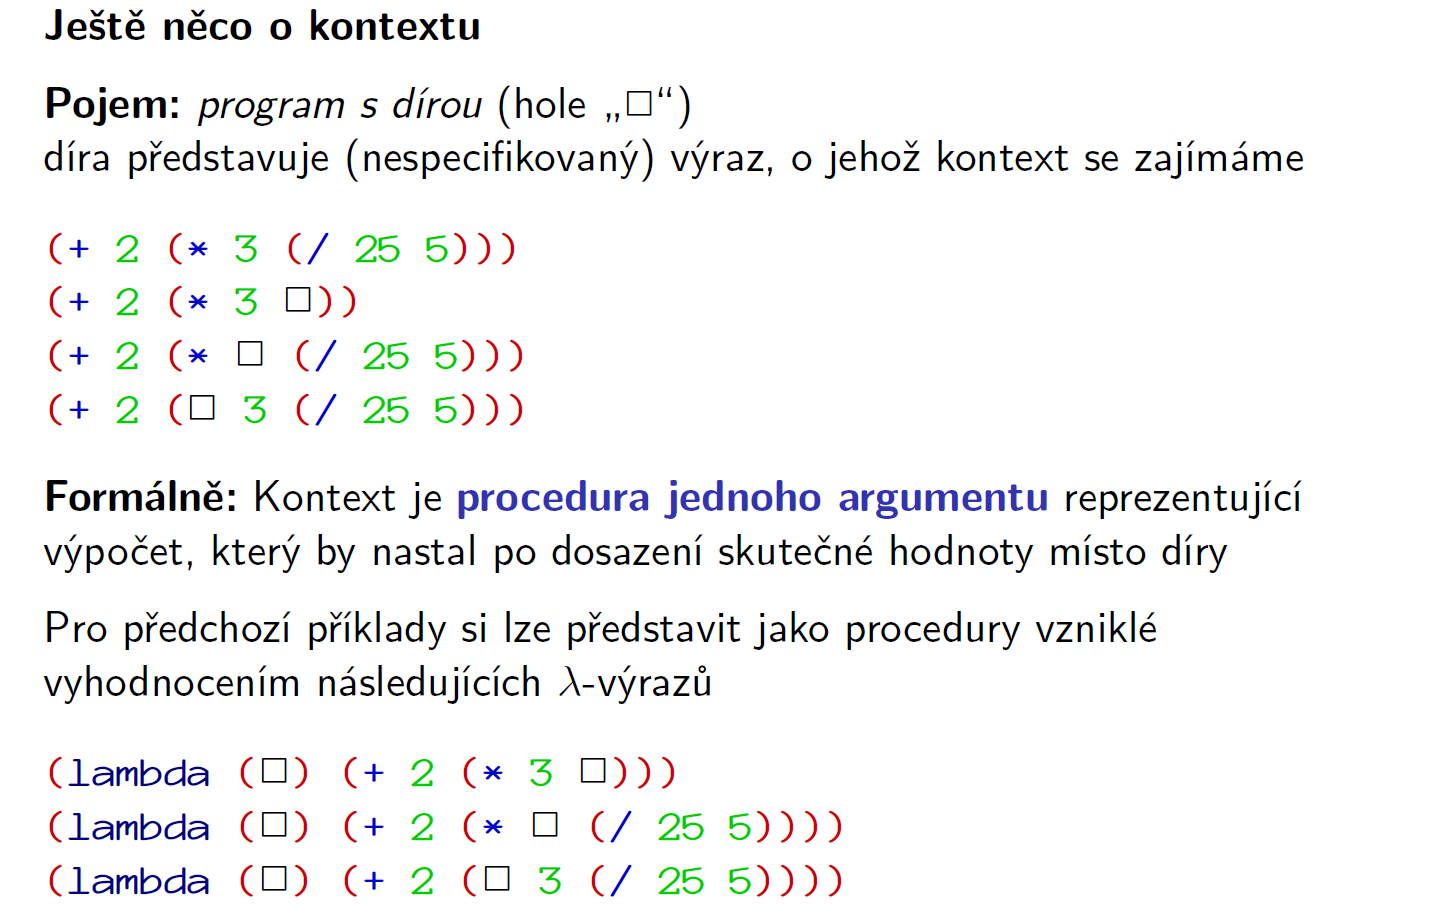 Ještě něco o kontextu
Pojem: program s dírou (hole „□“)
díra představuje (nespecifikovaný) výraz, o jehož kontext se zajímáme
(+ 2 (* 3 (/ 25 5)))
(+ 2 (* 3 □))
(+ 2 (* □ (/ 25 5)))
(+ 2 (□ 3 (/ 25 5)))
Formálně: Kontext je procedura jednoho argumentu reprezentující
výpočet, který by nastal po dosazení skutečné hodnoty místo díry
Pro předchozí příklady si lze představit jako procedury vzniklé
vyhodnocením následujících λ-výrazů
(lambda (□) (+ 2 (* 3 □)))
(lambda (□) (+ 2 (* □ (/ 25 5))))
(lambda (□) (+ 2 (□ 3 (/ 25 5))))